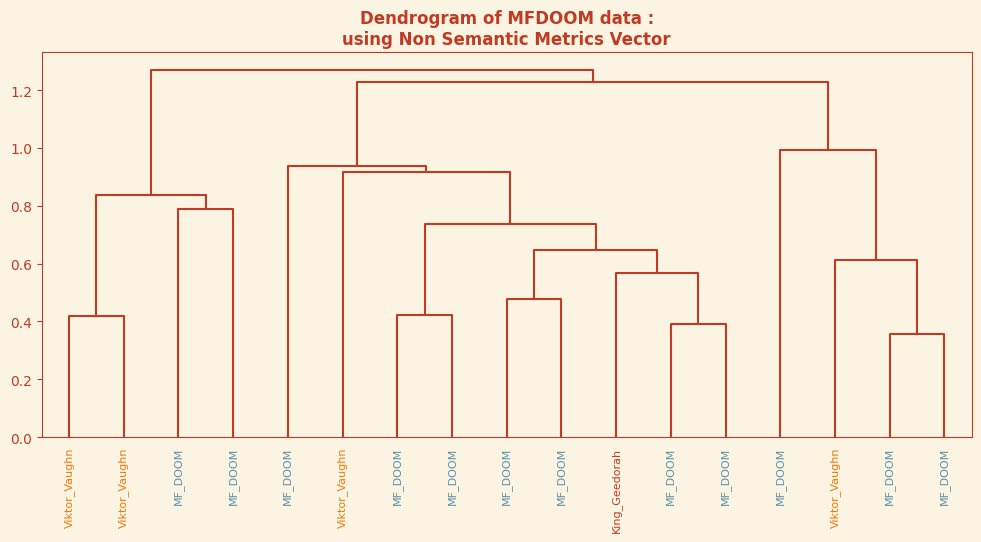 Dendrogram of MFDOOM data :
using Non Semantic Metrics Vector
1.2
1.0
0.8
0.6
0.4
0.2
0.0
Viktor_Vaughn
Viktor_Vaughn
MF_DOOM
MF_DOOM
MF_DOOM
Viktor_Vaughn
MF_DOOM
MF_DOOM
MF_DOOM
MF_DOOM
King_Geedorah
MF_DOOM
MF_DOOM
MF_DOOM
Viktor_Vaughn
MF_DOOM
MF_DOOM